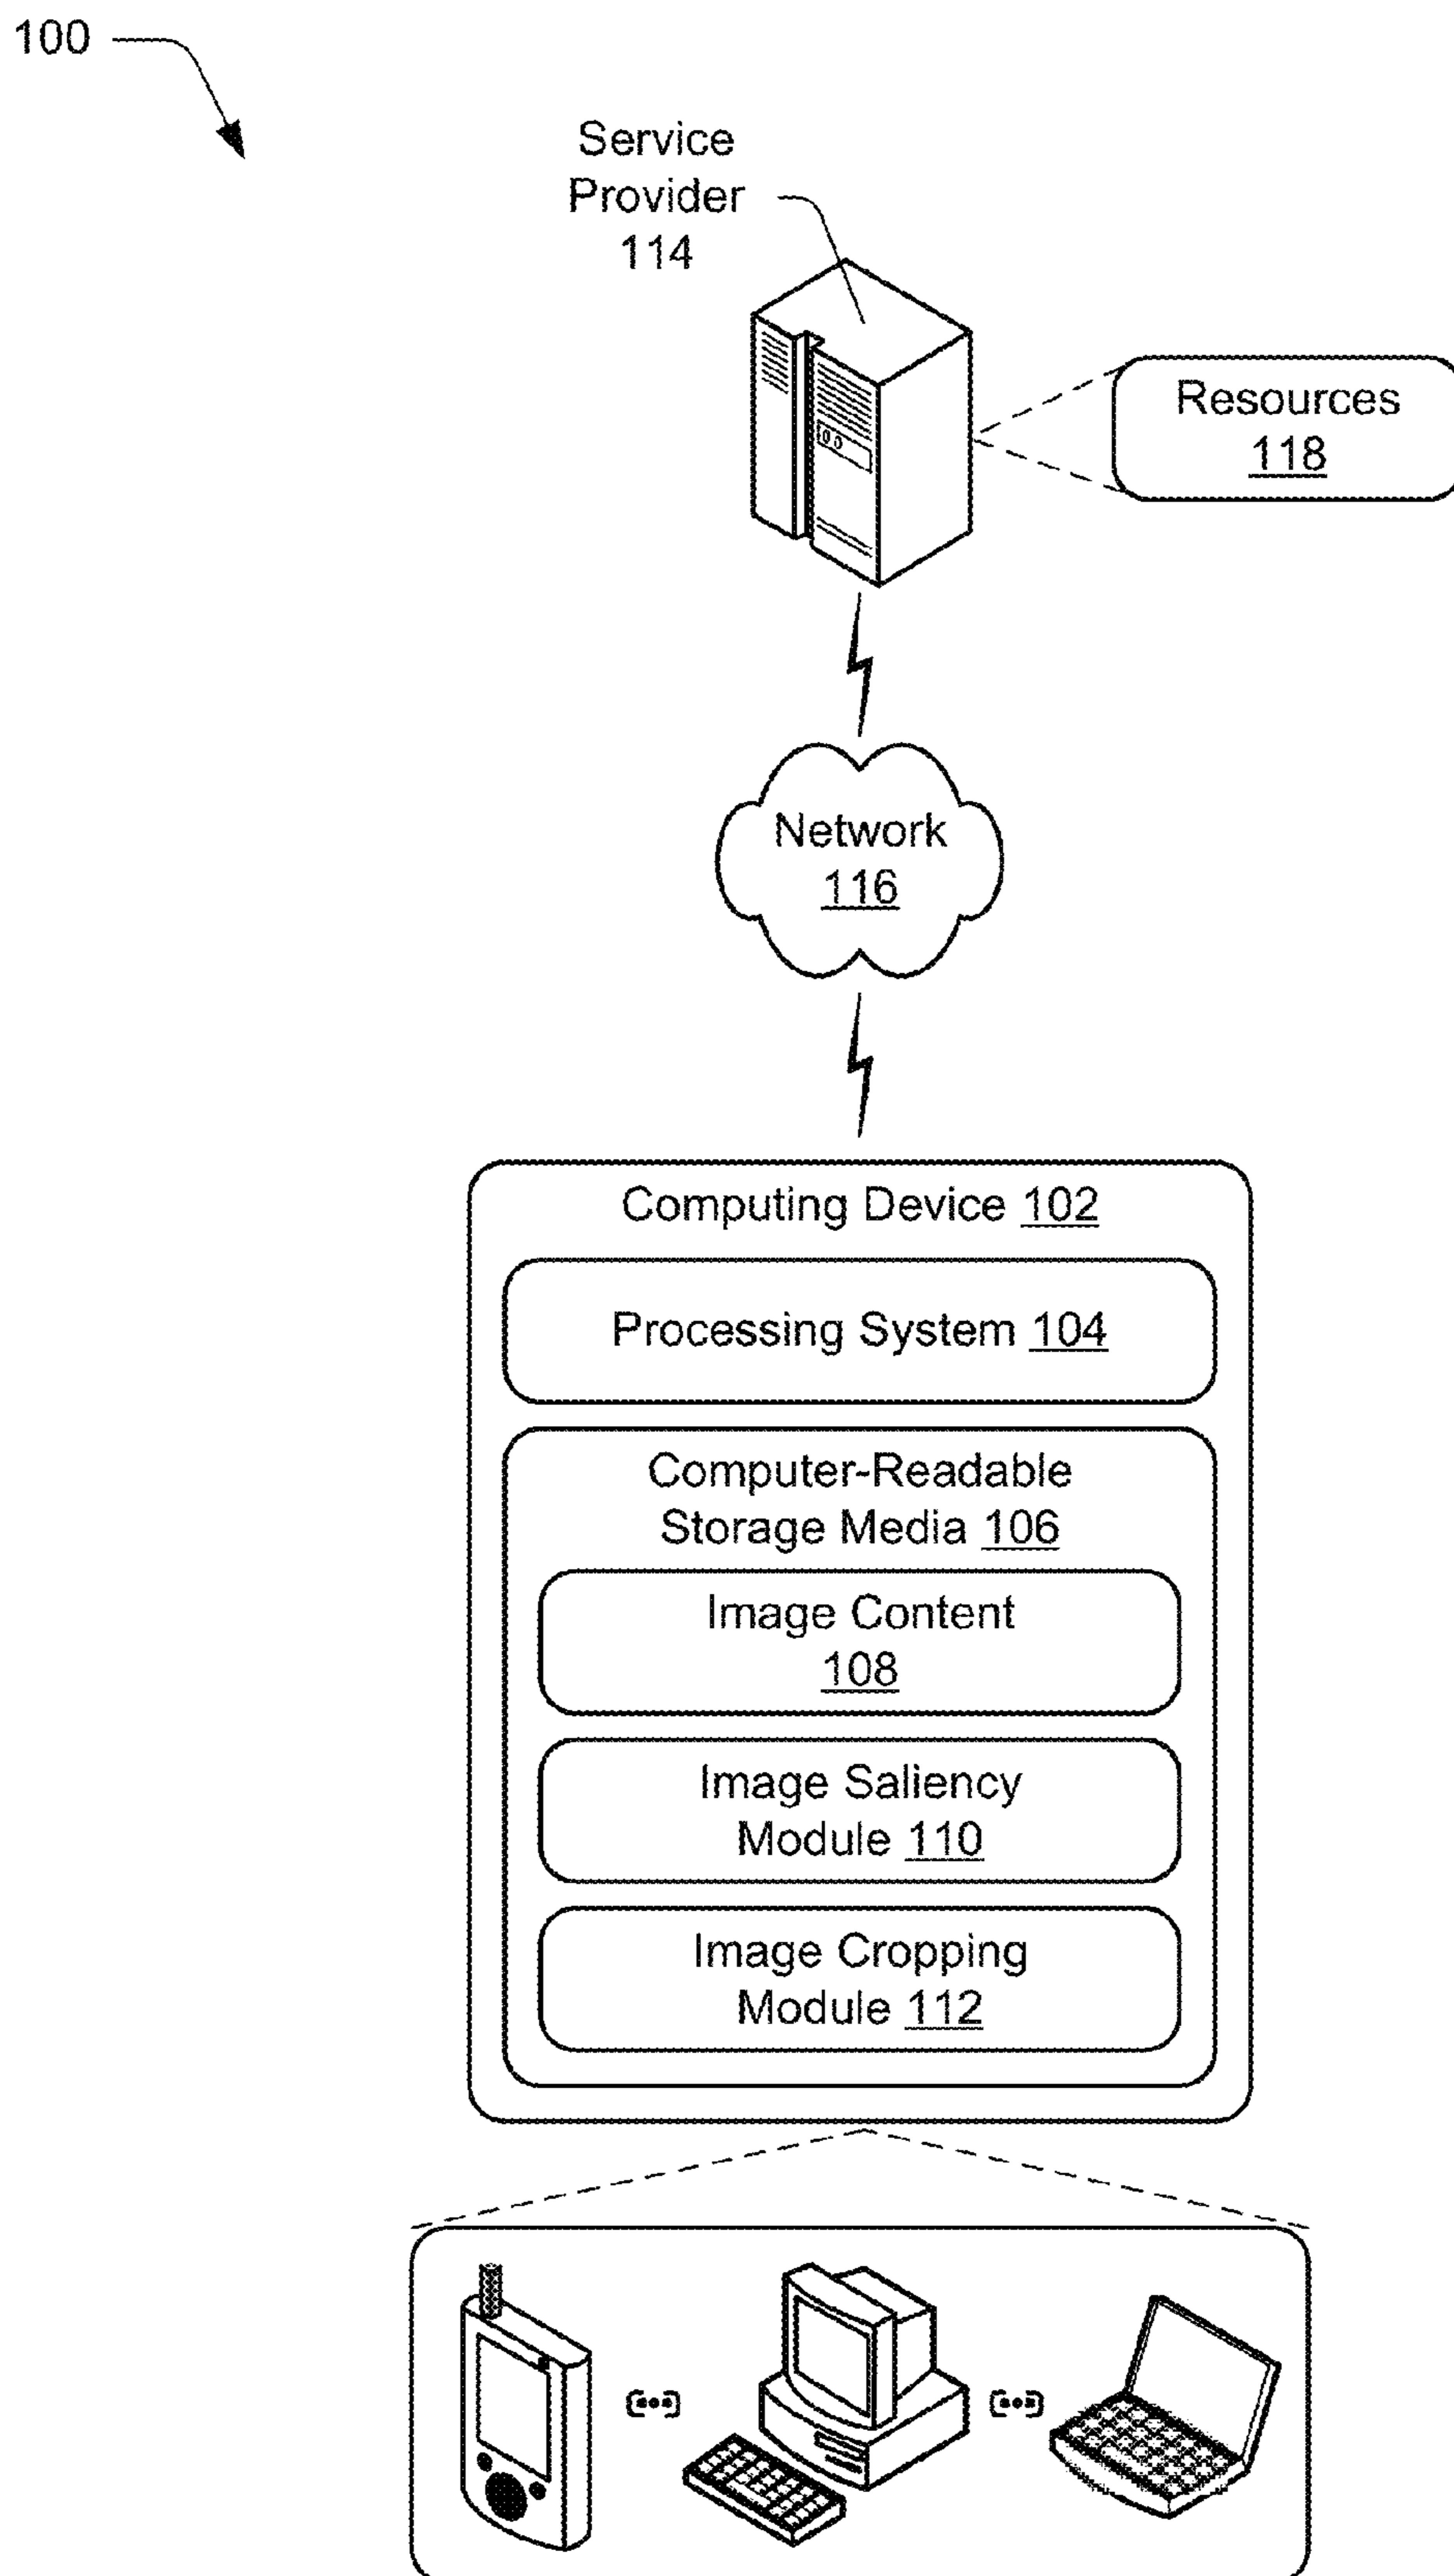 100
Service
Provider
114
Resources
118
Network
116
Computing Device 102
Processing System 104
Computer-Readable
Storage Media 106
Image Content
108
Image Saliency
Module 110
Image Cropping
Module 112